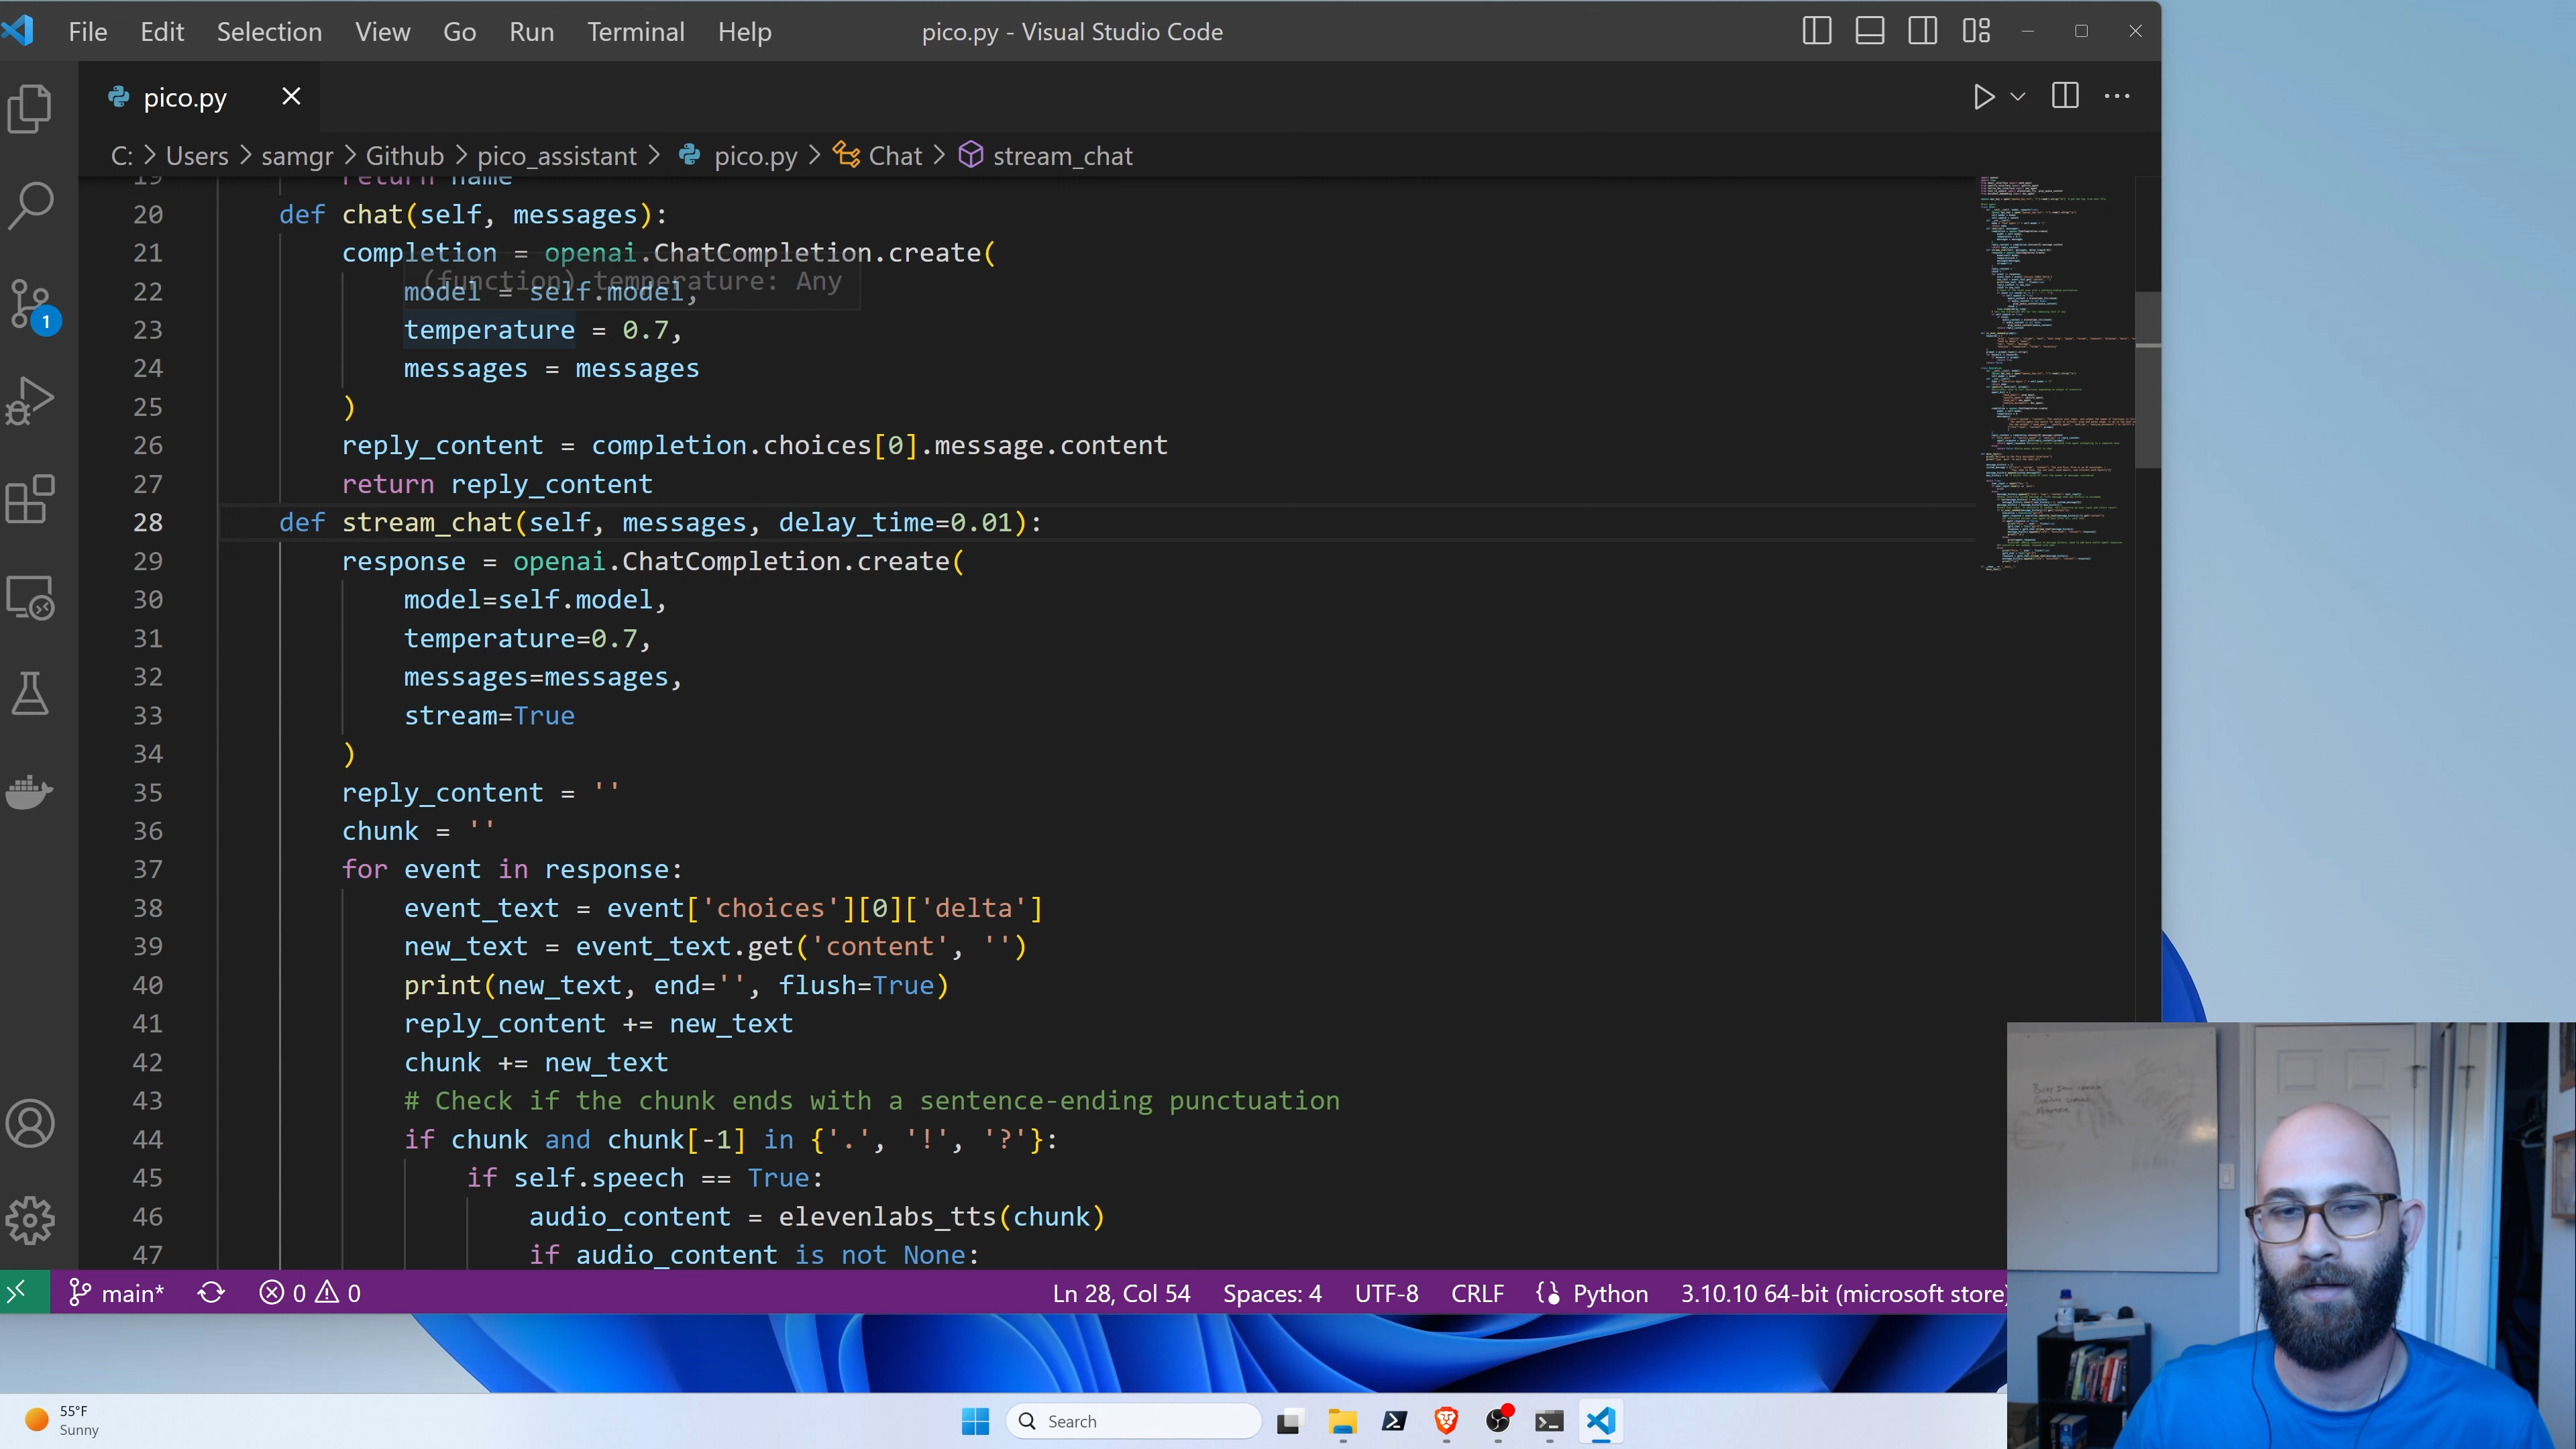 File Edit Selection View Go Run Terminal Help
pico.py - Visual Studio Code
pico.py
C: > Users > samgr > Github > pico_assistant > pico.py > Chat > stream_chat
19 return name
20 def chat(self, messages):
21 completion = openai.ChatCompletion.create(
(function) temperature: Any
22 model = self.model,
23 temperature = 0.7,
24 messages = messages
25 )
26 reply_content = completion.choices[0].message.content
27 return reply_content
28 def stream_chat(self, messages, delay_time=0.01):
29 response = openai.ChatCompletion.create(
30 model=self.model,
31 temperature=0.7,
32 messages=messages,
33 stream=True
34 )
35 reply_content = ''
36 chunk = ''
37 for event in response:
38 event_text = event['choices'][0]['delta']
39 new_text = event_text.get('content', '')
40 print(new_text, end='', flush=True)
41 reply_content += new_text
42 chunk += new_text
43 # Check if the chunk ends with a sentence-ending punctuation
44 if chunk and chunk[-1] in {'.', '!', '?'}:
45 if self.speech == True:
46 audio_content = elevenlabs_tts(chunk)
47 if audio_content is not None:
1
main* 0 0 Ln 28, Col 54 Spaces: 4 UTF-8 CRLF Python 3.10.10 64-bit (microsoft store)
55°F
Sunny
Search